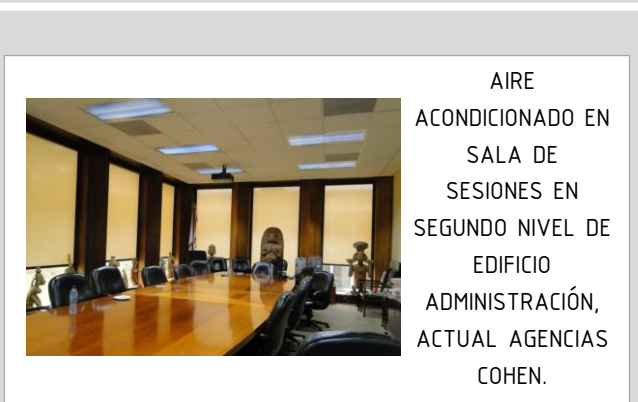 AIRE
ACONDICIONADO EN
SALA DE
SESIONES EN
SEGUNDO NIVEL DE
EDIFICIO
ADMINISTRACIÓN,
ACTUAL AGENCIAS
COHEN.